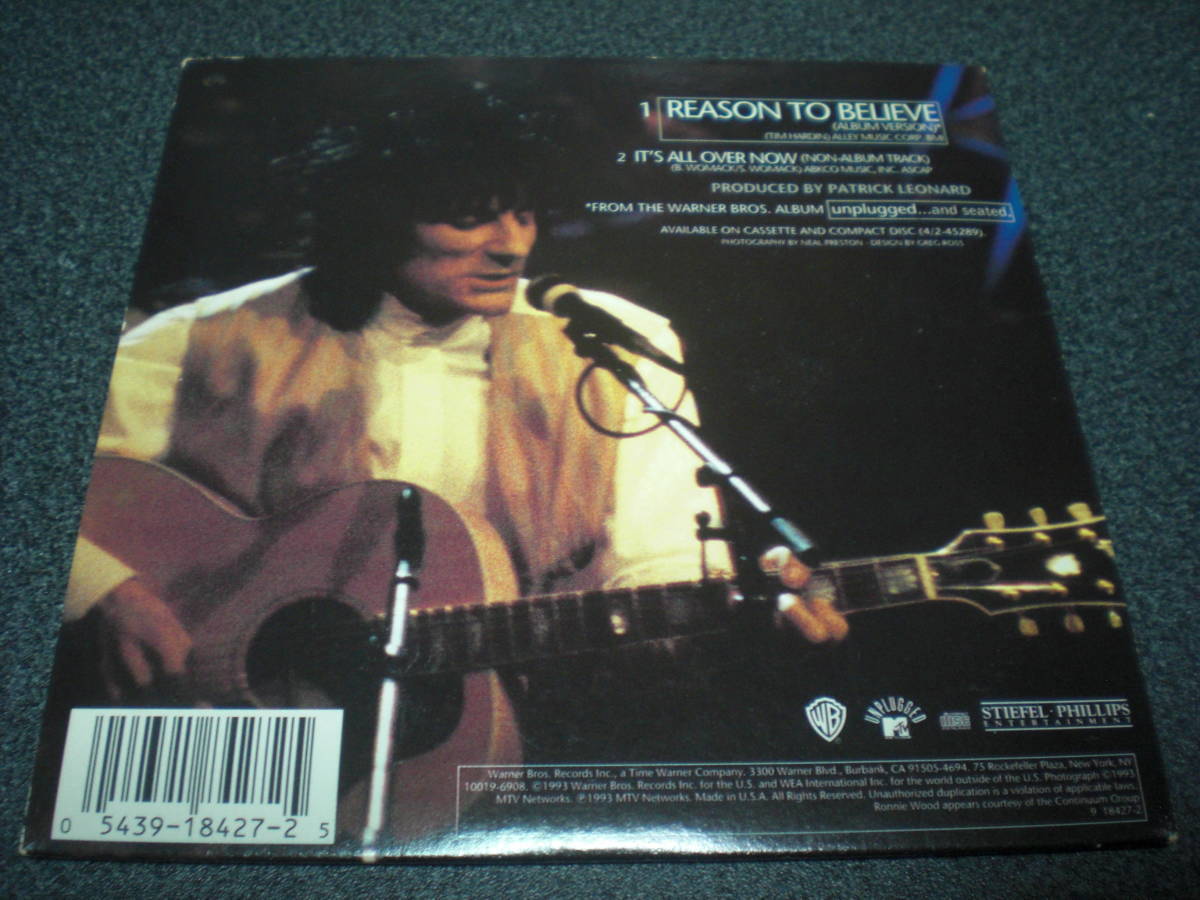 1 REASON TO BELIEVE
(ALBUM VERSION)*
(TIM HARDIN) ALLEY MUSIC CORP. BMI
2 IT'S ALL OVER NOW (NON-ALBUM TRACK)
(B. WOMACK/S. WOMACK) ABKCO MUSIC, INC. ASCAP
PRODUCED BY PATRICK LEONARD
*FROM THE WARNER BROS. ALBUM unplugged...and seated.
AVAILABLE ON CASSETTE AND COMPACT DISC (4/2-45289).
PHOTOGRAPHY BY NEAL PRESTON - DESIGN BY GREG ROSS
WB
UNPLUGGED
MTV
disc
STIEFEL·PHILLIPS
ENTERTAINMENT
0 5439-18427-2 5
Warner Bros. Records Inc., a Time Warner Company. 3300 Warner Blvd., Burbank, CA 91505-4694. 75 Rockefeller Plaza, New York, NY
10019-6908. ©1993 Warner Bros. Records Inc. for the U.S. and WEA International Inc. for the world outside of the U.S. Photograph ©1993
MTV Networks. ℗1993 MTV Networks. Made in U.S.A. All Rights Reserved. Unauthorized duplication is a violation of applicable laws.
Ronnie Wood appears courtesy of the Continuum Group
9 18427-2